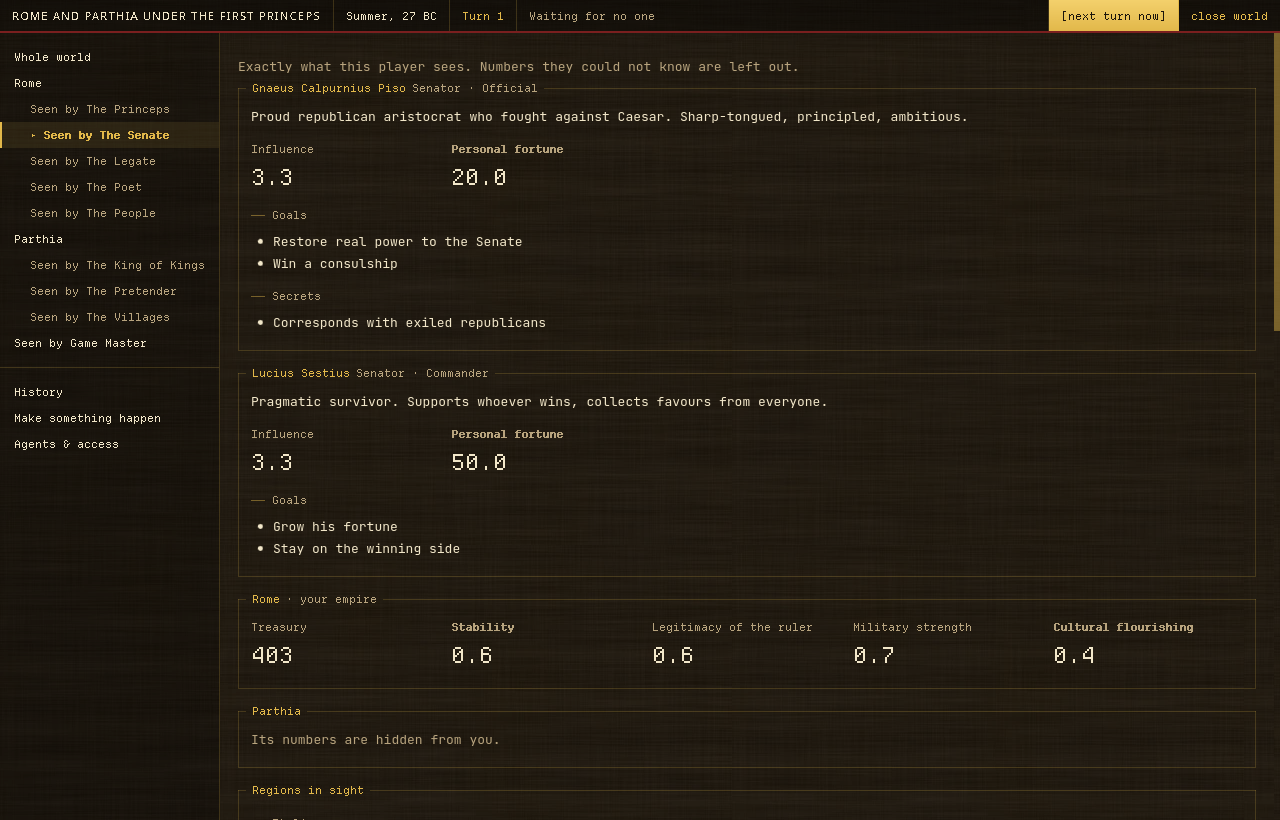 ROME AND PARTHIA UNDER THE FIRST PRINCEPS
Summer, 27 BC
Turn 1
Waiting for no one
[next turn now]
close world
Whole world
Rome
Seen by The Princeps
Seen by The Senate
Seen by The Legate
Seen by The Poet
Seen by The People
Parthia
Seen by The King of Kings
Seen by The Pretender
Seen by The Villages
Seen by Game Master
History
Make something happen
Agents & access
Exactly what this player sees. Numbers they could not know are left out.
Gnaeus Calpurnius Piso Senator · Official
Proud republican aristocrat who fought against Caesar. Sharp-tongued, principled, ambitious.
Influence
Personal fortune
3.3
20.0
Goals
Restore real power to the Senate
Win a consulship
Secrets
Corresponds with exiled republicans
Lucius Sestius Senator · Commander
Pragmatic survivor. Supports whoever wins, collects favours from everyone.
Influence
Personal fortune
3.3
50.0
Goals
Grow his fortune
Stay on the winning side
Rome · your empire
Treasury
Stability
Legitimacy of the ruler
Military strength
Cultural flourishing
403
0.6
0.6
0.7
0.4
Parthia
Its numbers are hidden from you.
Regions in sight